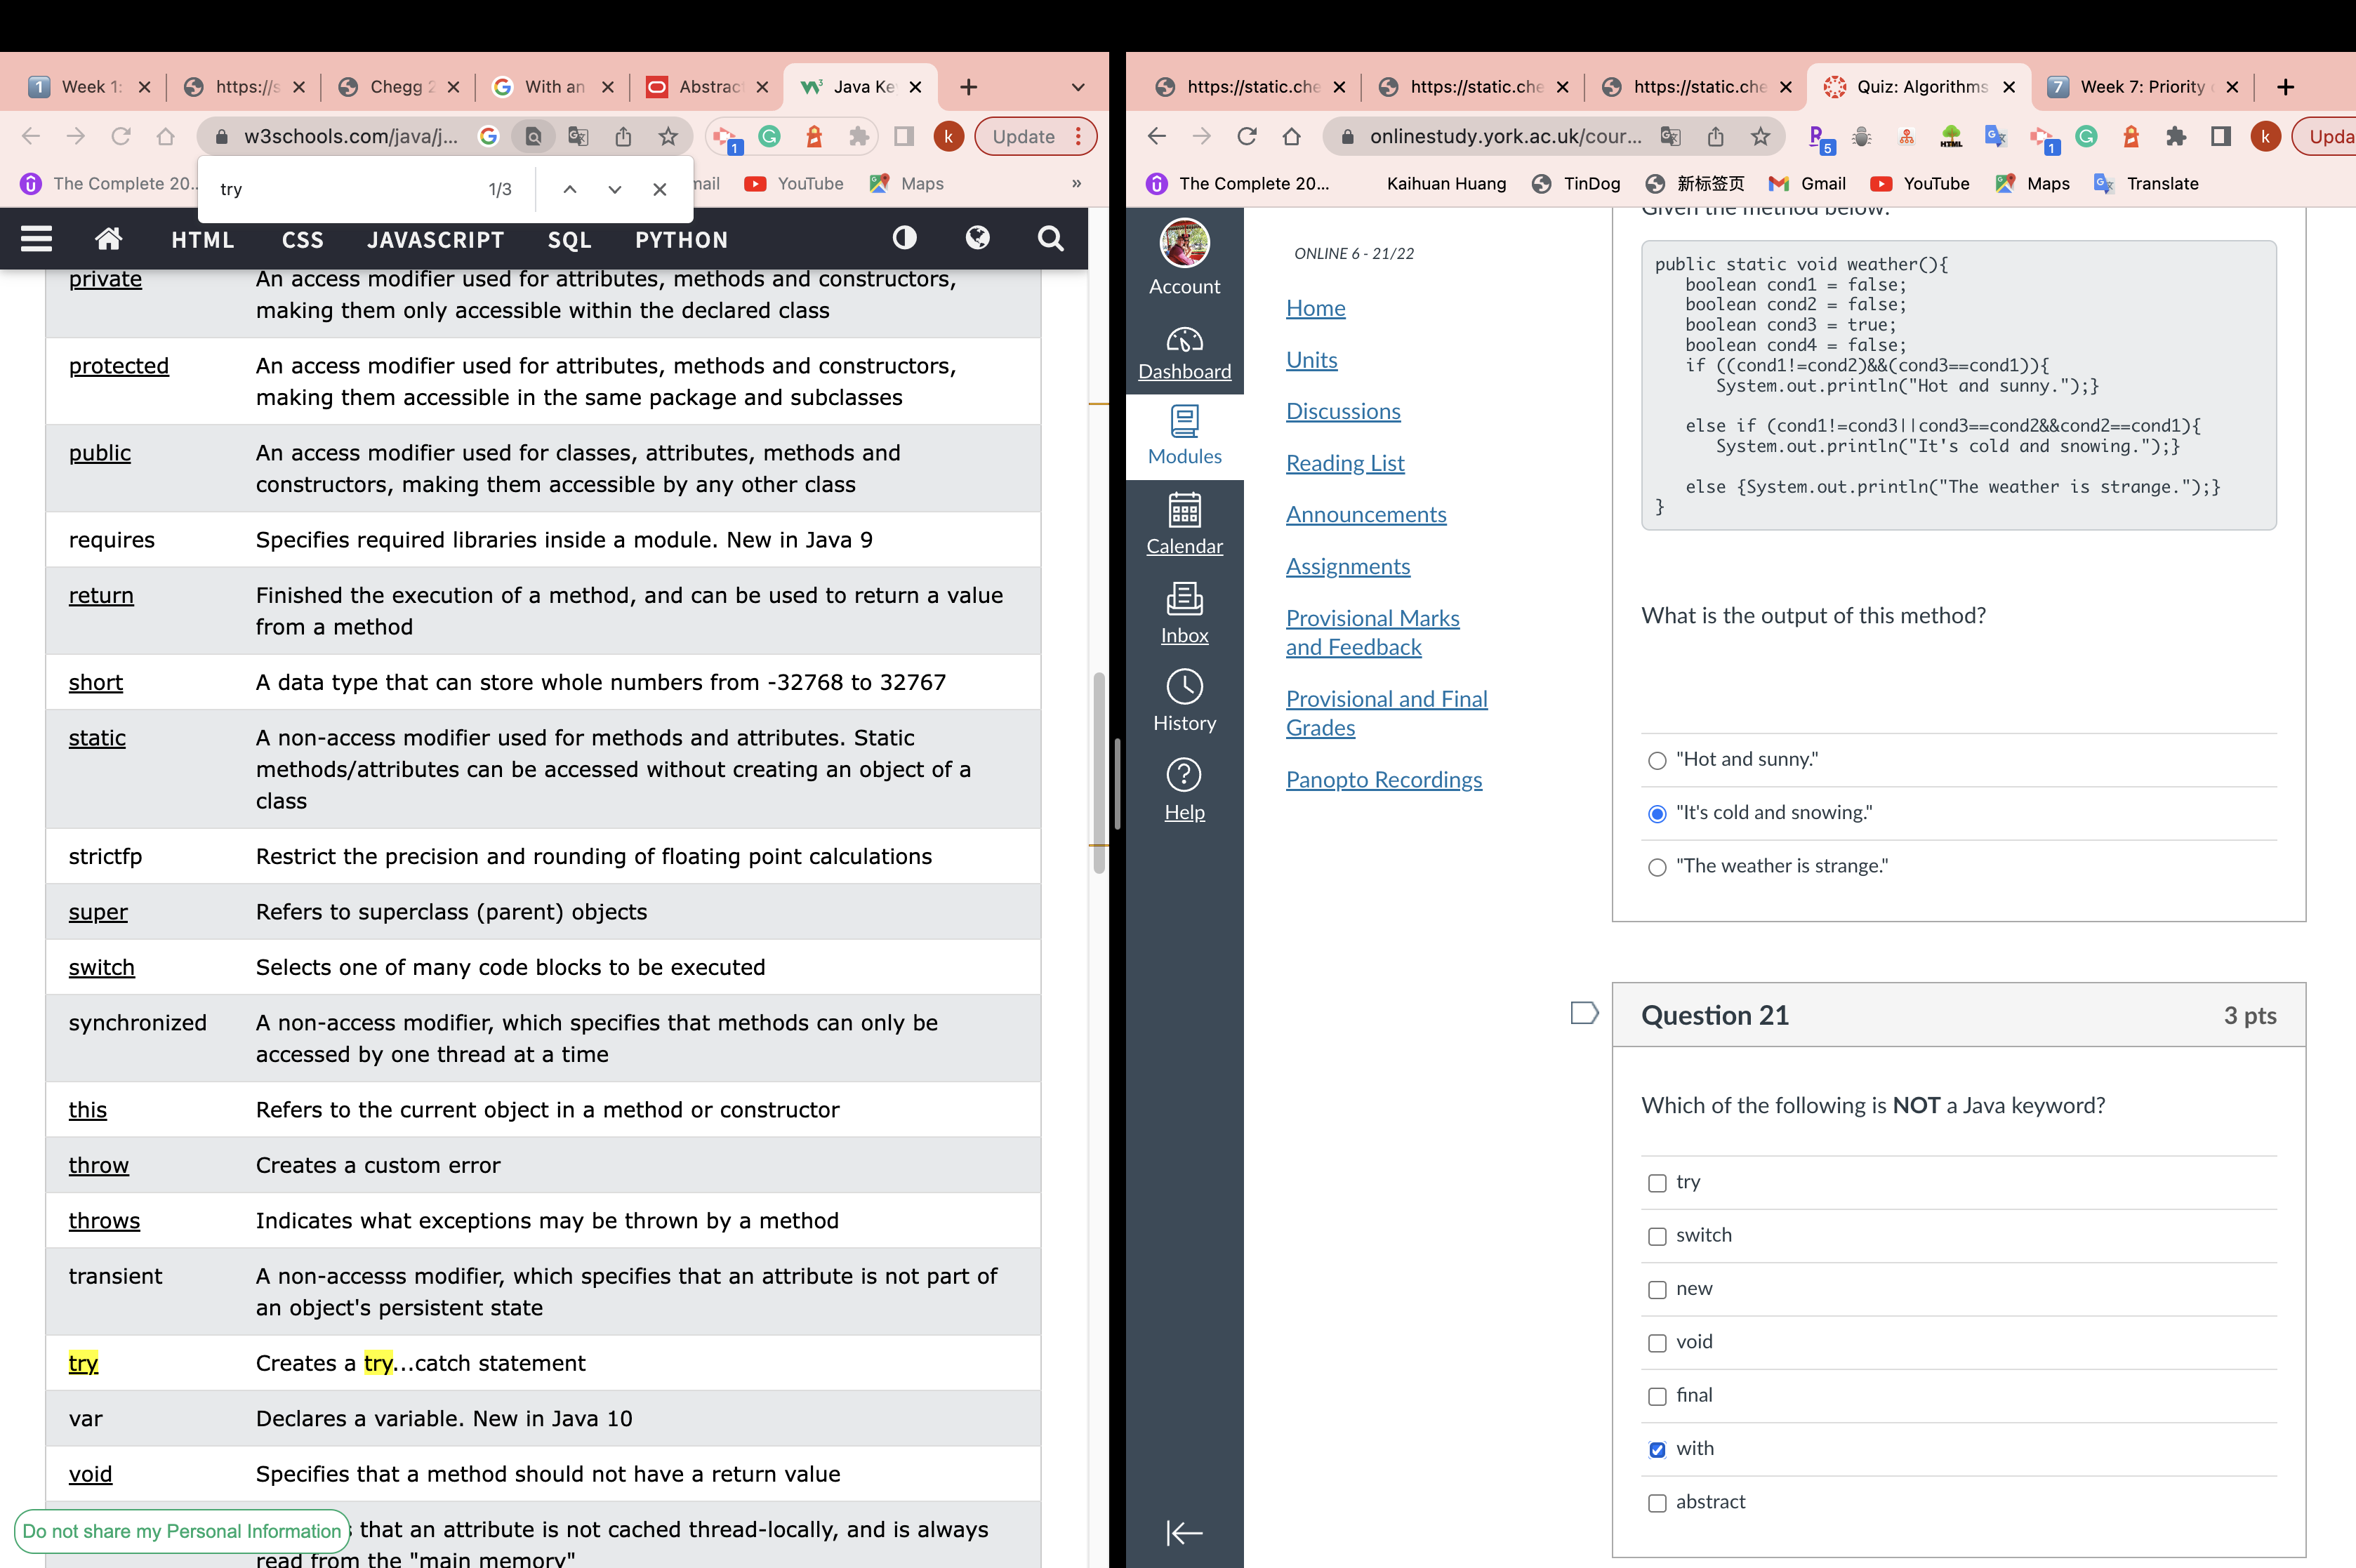 Week 1:
https://s
Chegg 2
With an
Abstrac
Java Ke
w3schools.com/java/j...
1
k
Update
The Complete 20...
try
1/3
mail
YouTube
Maps
»
HTML
CSS
JAVASCRIPT
SQL
PYTHON
private
An access modifier used for attributes, methods and constructors,
making them only accessible within the declared class
protected
An access modifier used for attributes, methods and constructors,
making them accessible in the same package and subclasses
public
An access modifier used for classes, attributes, methods and
constructors, making them accessible by any other class
requires
Specifies required libraries inside a module. New in Java 9
return
Finished the execution of a method, and can be used to return a value
from a method
short
A data type that can store whole numbers from -32768 to 32767
static
A non-access modifier used for methods and attributes. Static
methods/attributes can be accessed without creating an object of a
class
strictfp
Restrict the precision and rounding of floating point calculations
super
Refers to superclass (parent) objects
switch
Selects one of many code blocks to be executed
synchronized
A non-access modifier, which specifies that methods can only be
accessed by one thread at a time
this
Refers to the current object in a method or constructor
throw
Creates a custom error
throws
Indicates what exceptions may be thrown by a method
transient
A non-accesss modifier, which specifies that an attribute is not part of
an object's persistent state
try
Creates a try...catch statement
var
Declares a variable. New in Java 10
void
Specifies that a method should not have a return value
Do not share my Personal Information
that an attribute is not cached thread-locally, and is always
read from the "main memory"
https://static.che
https://static.che
https://static.che
Quiz: Algorithms
7
Week 7: Priority
onlinestudy.york.ac.uk/cour...
5
HTML
1
k
Upda
The Complete 20...
Kaihuan Huang
TinDog
新标签页
Gmail
YouTube
Maps
Translate
Account
Dashboard
Modules
Calendar
Inbox
History
Help
ONLINE 6 - 21/22
Home
Units
Discussions
Reading List
Announcements
Assignments
Provisional Marks
and Feedback
Provisional and Final
Grades
Panopto Recordings
Given the method below:
public static void weather(){
boolean cond1 = false;
boolean cond2 = false;
boolean cond3 = true;
boolean cond4 = false;
if ((cond1!=cond2)&&(cond3==cond1)){
System.out.println("Hot and sunny.");}
else if (cond1!=cond3||cond3==cond2&&cond2==cond1){
System.out.println("It's cold and snowing.");}
else {System.out.println("The weather is strange.");}
}
What is the output of this method?
"Hot and sunny."
"It's cold and snowing."
"The weather is strange."
Question 21
3 pts
Which of the following is NOT a Java keyword?
try
switch
new
void
final
with
abstract